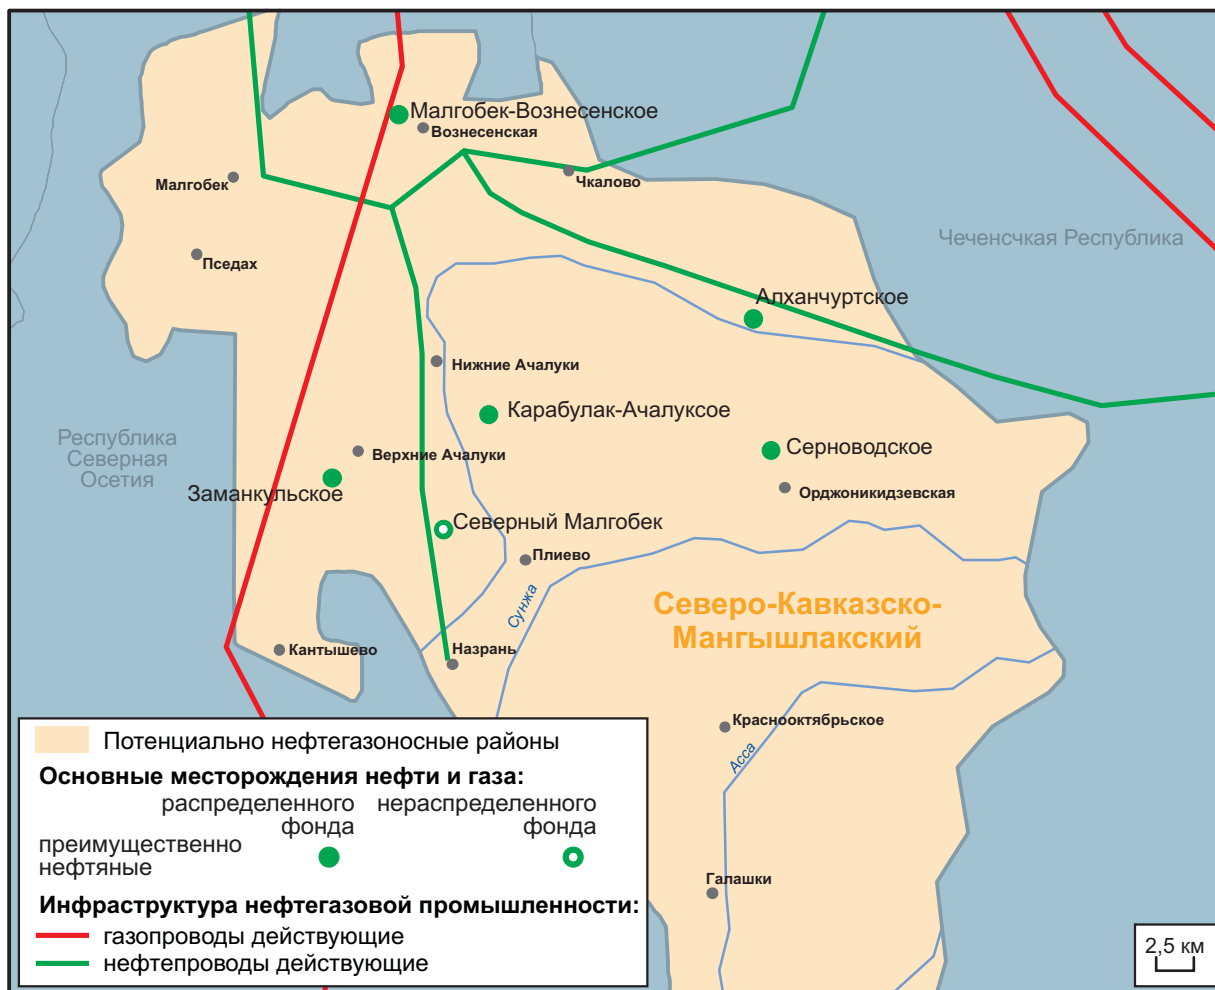 Малгобек-Вознесенское
Вознесенская
Малгобек
Чкалово
Чеченсчкая Республика
Пседах
Алханчуртское
Нижние Ачалуки
Карабулак-Ачалуксое
Республика
Северная
Осетия
Верхние Ачалуки
Серноводское
Заманкульское
Орджоникидзевская
Северный Малгобек
Плиево
Сунжа
Северо-Кавказско-
Мангышлакский
Кантышево
Назрань
Краснооктябрьское
Асса
Галашки
Потенциально нефтегазоносные районы
Основные месторождения нефти и газа:
распределенного нераспределенного
фонда фонда
преимущественно
нефтяные
Инфраструктура нефтегазовой промышленности:
газопроводы действующие
нефтепроводы действующие
2,5 км